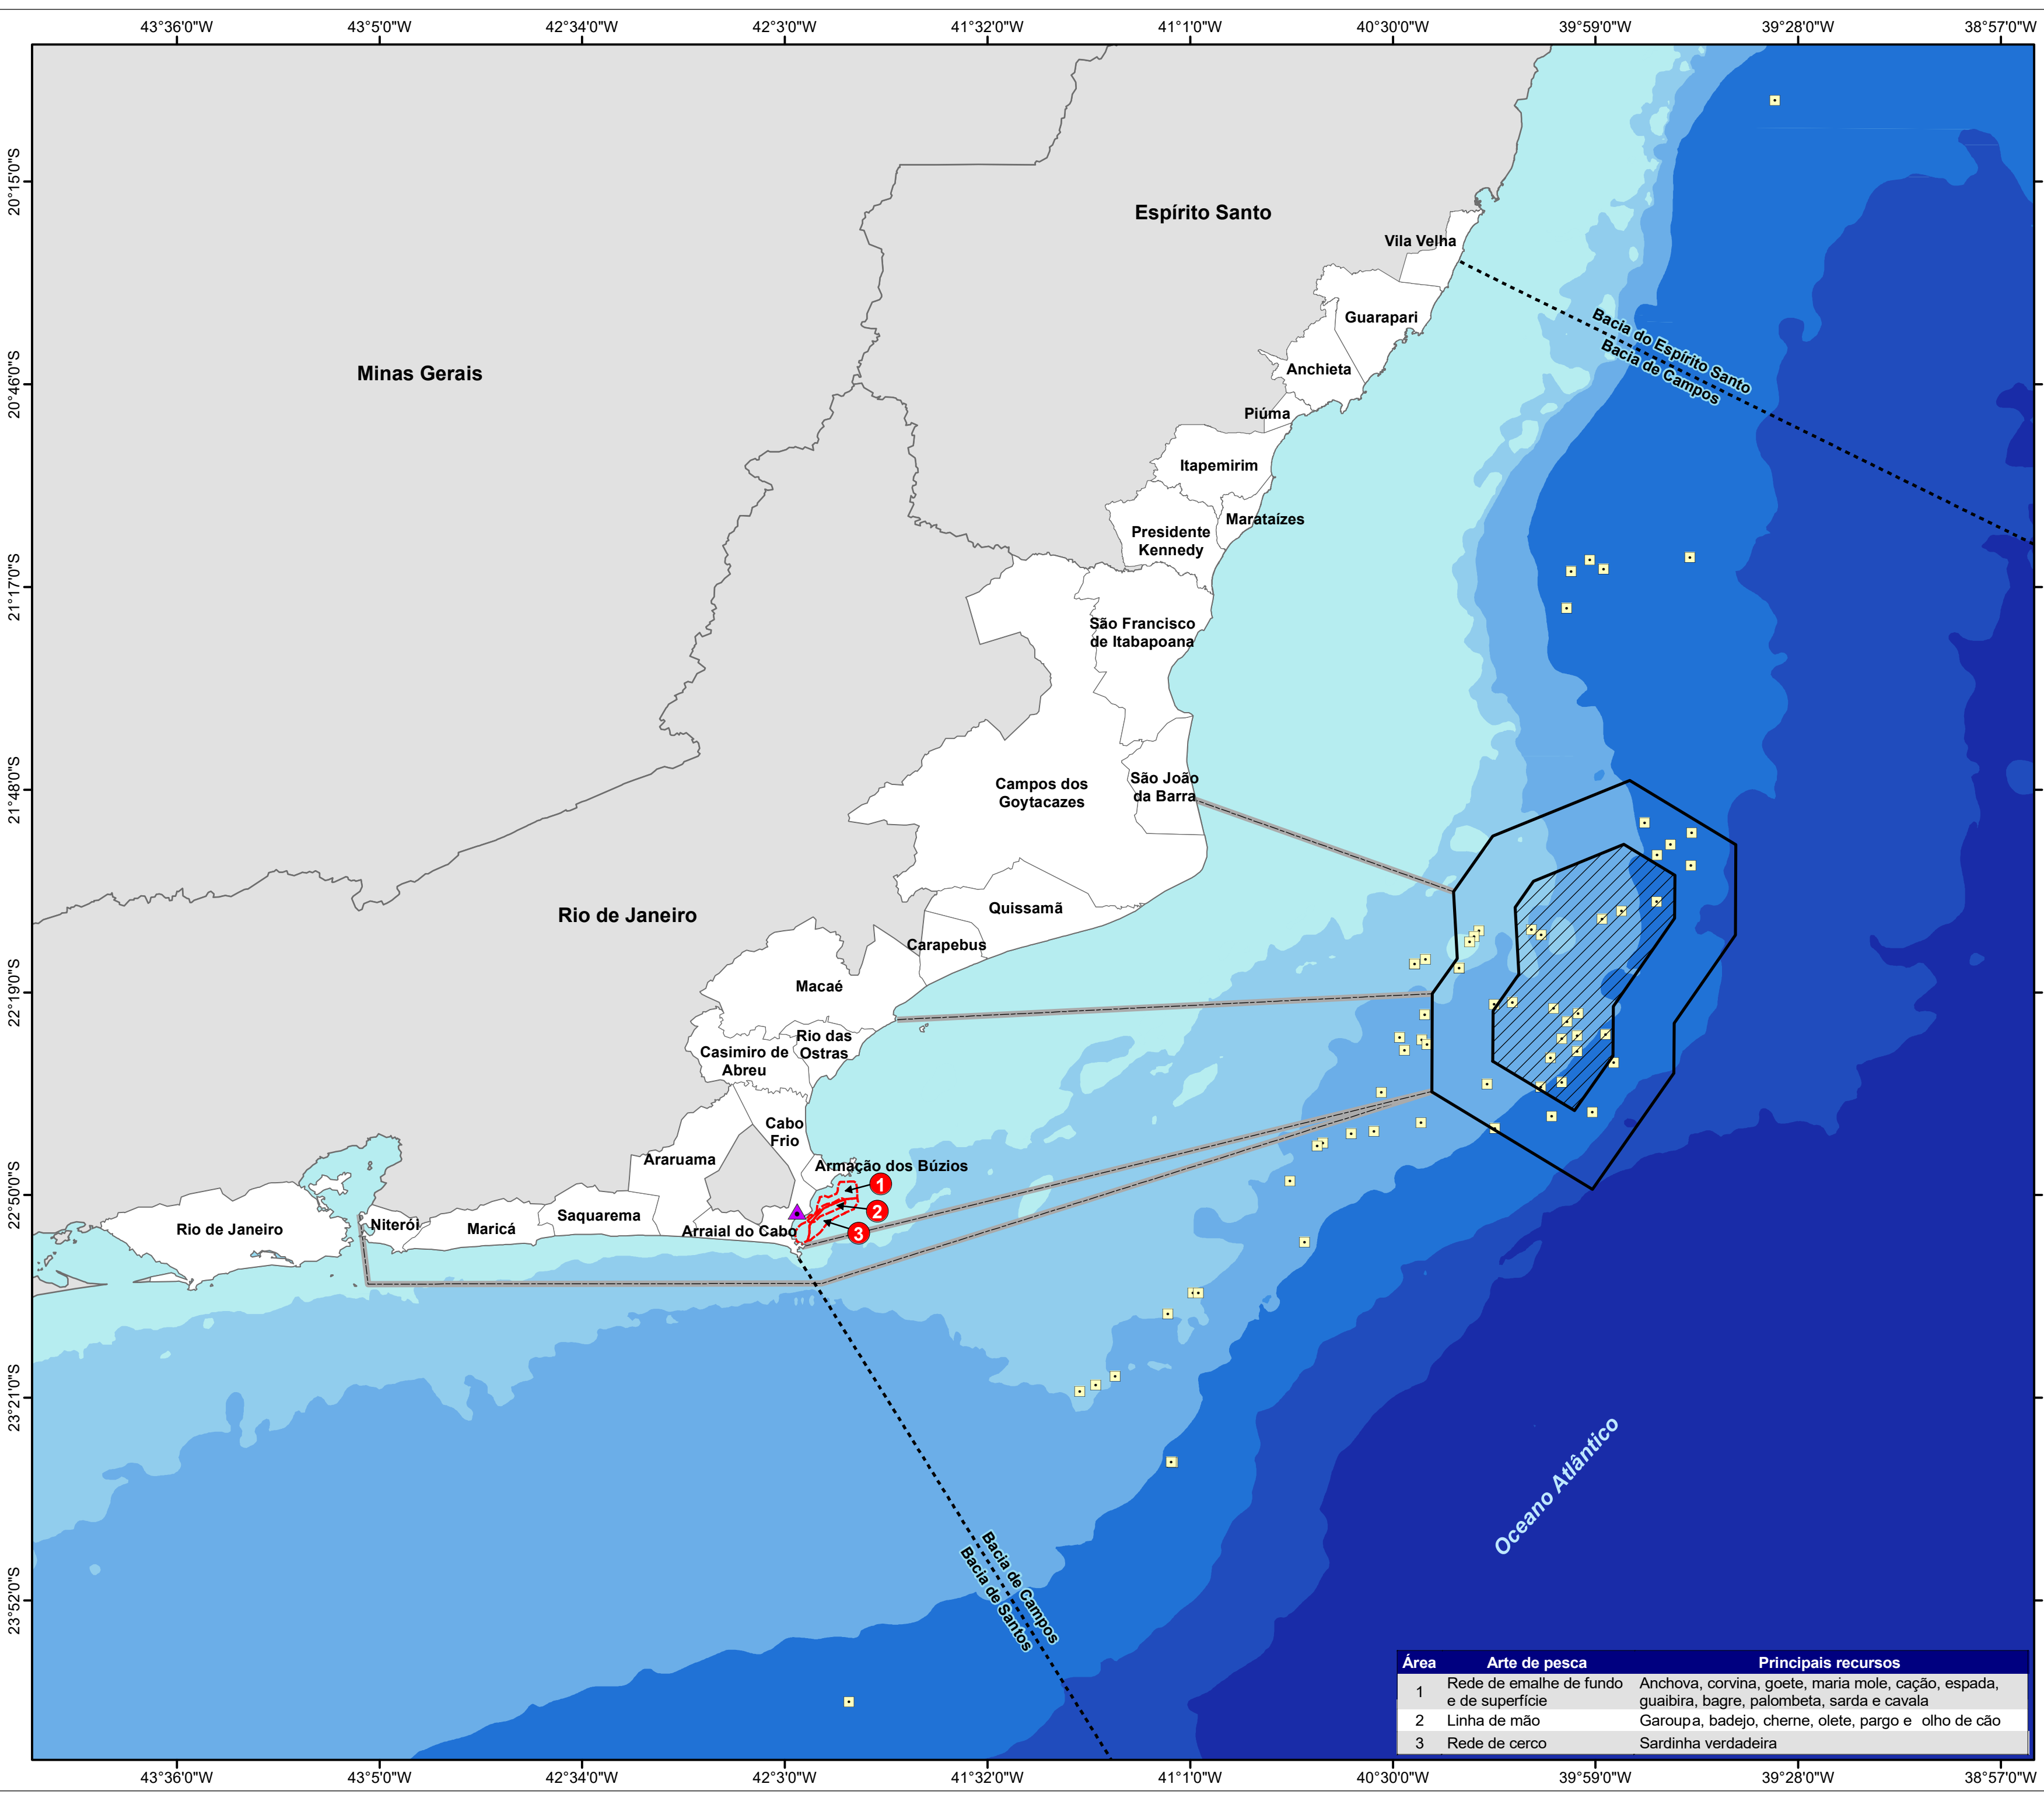 43°36'0"W 43°5'0"W 42°34'0"W 42°3'0"W 41°32'0"W 41°1'0"W 40°30'0"W 39°59'0"W 39°28'0"W 38°57'0"W
20°15'0"S
20°46'0"S
21°17'0"S
21°48'0"S
22°19'0"S
22°50'0"S
23°21'0"S
23°52'0"S
Espírito Santo
Vila Velha
Guarapari
Bacia do Espírito Santo
Bacia de Campos
Minas Gerais
Anchieta
Piúma
Itapemirim
Marataízes
Presidente
Kennedy
São Francisco
de Itabapoana
Campos dos
Goytacazes
São João
da Barra
Rio de Janeiro
Quissamã
Carapebus
Macaé
Rio das
Ostras
Casimiro de
Abreu
Cabo
Frio
Araruama
Armação dos Búzios
1
2
3
Saquarema
Niterói
Maricá
Rio de Janeiro
Arraial do Cabo
Oceano Atlântico
Bacia de Campos
Bacia de Santos
Área Arte de pesca Principais recursos
1 Rede de emalhe de fundo e de superfície Anchova, corvina, goete, maria mole, cação, espada, guaibira, bagre, palombeta, sarda e cavala
2 Linha de mão Garoupa, badejo, cherne, olete, pargo e olho de cão
3 Rede de cerco Sardinha verdadeira
43°36'0"W 43°5'0"W 42°34'0"W 42°3'0"W 41°32'0"W 41°1'0"W 40°30'0"W 39°59'0"W 39°28'0"W 38°57'0"W